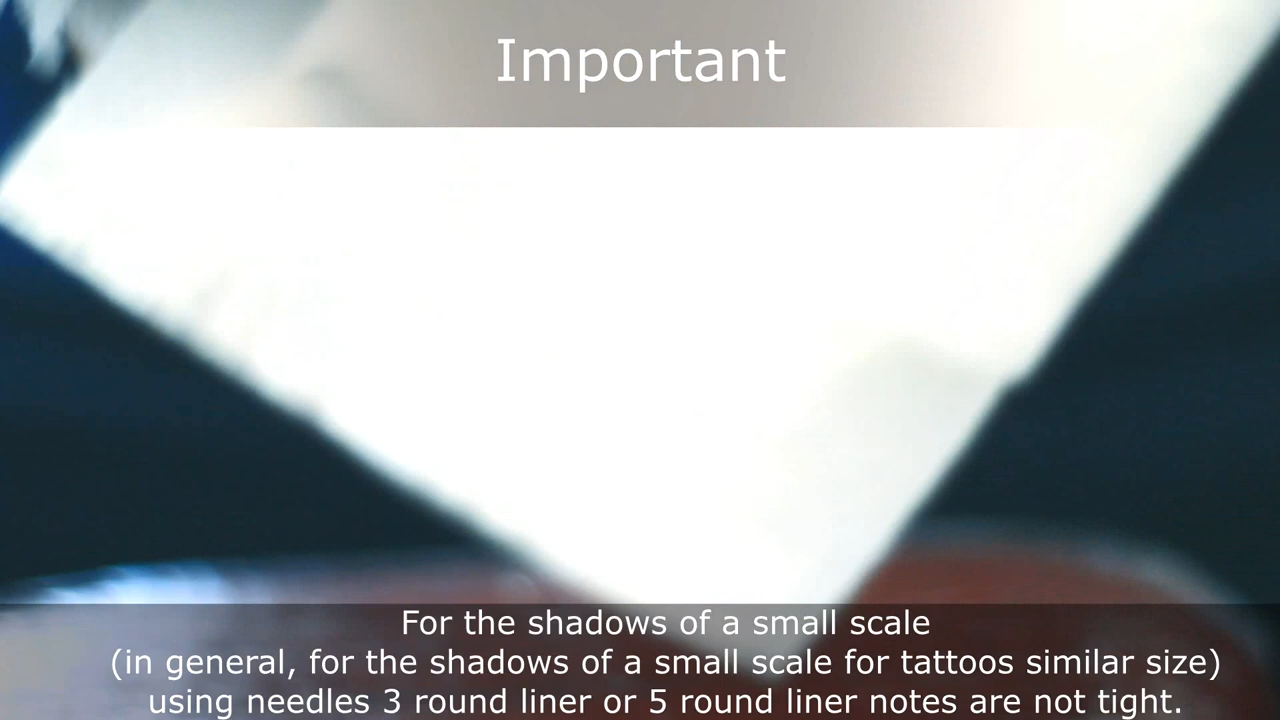 Important
For the shadows of a small scale
(in general, for the shadows of a small scale for tattoos similar size)
using needles 3 round liner or 5 round liner notes are not tight.